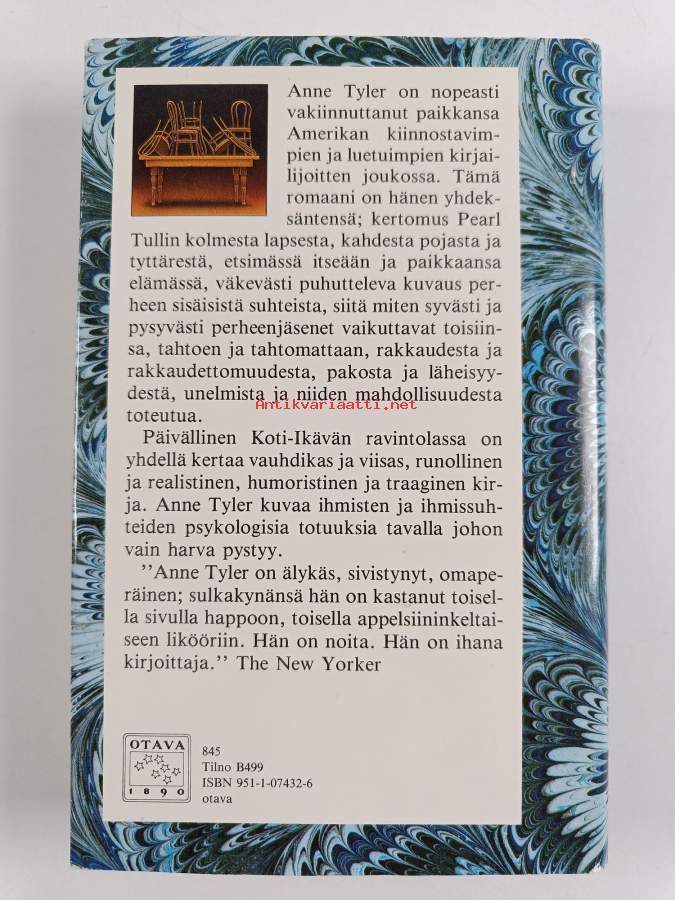 Anne Tyler on nopeasti
vakiinnuttanut paikkansa
Amerikan kiinnostavim-
pien ja luetuimpien kirjai-
lijoitten joukossa. Tämä
romaani on hänen yhdek-
säntensä; kertomus Pearl
Tullin kolmesta lapsesta, kahdesta pojasta ja
tyttärestä, etsimässä itseään ja paikkaansa
elämässä, väkevästi puhutteleva kuvaus per-
heen sisäisistä suhteista, siitä miten syvästi ja
pysyvästi perheenjäsenet vaikuttavat toisiin-
sa, tahtoen ja tahtomattaan, rakkaudesta ja
rakkaudettomuudesta, pakosta ja läheisyy-
destä, unelmista ja niiden mahdollisuudesta
toteutua.
Antikvariaatti.net
Päivällinen Koti-Ikävän ravintolassa on
yhdellä kertaa vauhdikas ja viisas, runollinen
ja realistinen, humoristinen ja traaginen kir-
ja. Anne Tyler kuvaa ihmisten ja ihmissuh-
teiden psykologisia totuuksia tavalla johon
vain harva pystyy.
’’Anne Tyler on älykäs, sivistynyt, omape-
räinen; sulkakynänsä hän on kastanut toisel-
la sivulla happoon, toisella appelsiininkeltai-
seen likööriin. Hän on noita. Hän on ihana
kirjoittaja.’’ The New Yorker
OTAVA
1890
845
Tilno B499
ISBN 951-1-07432-6
otava